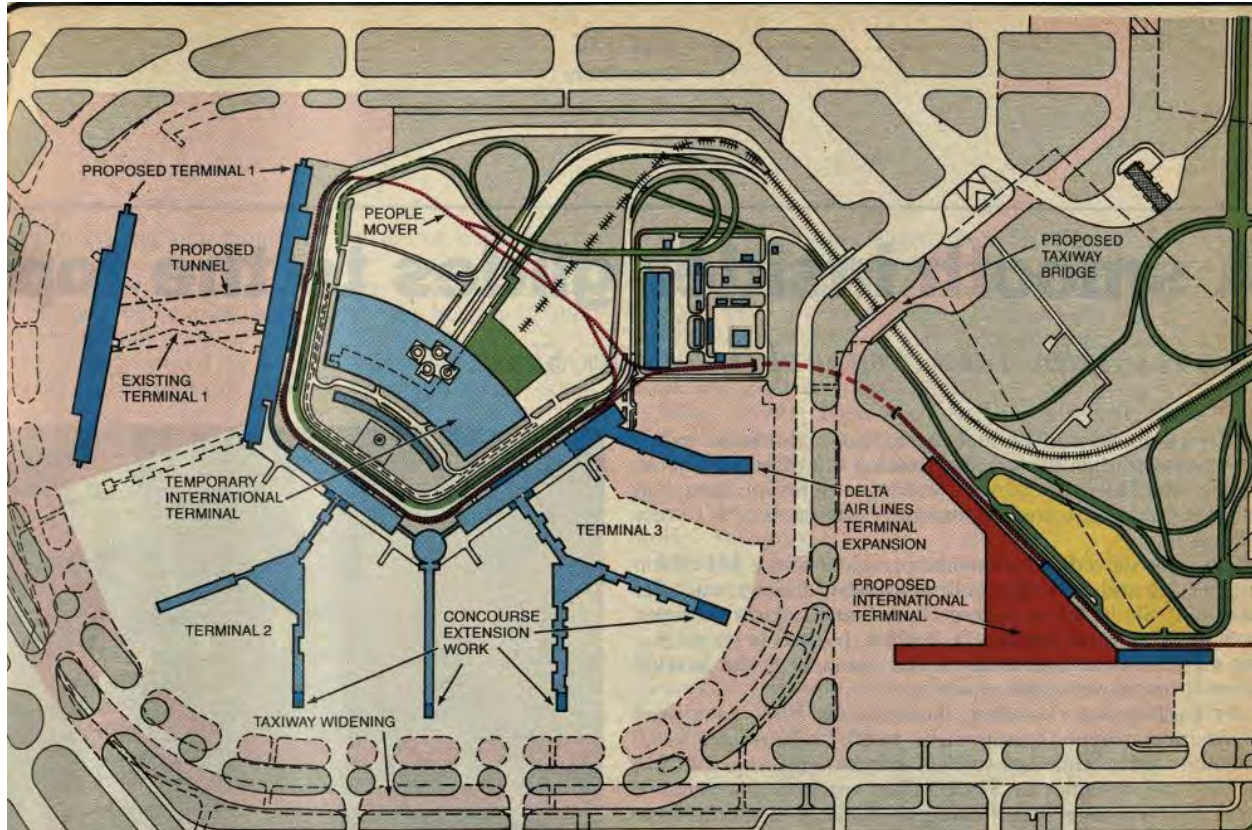 PROPOSED TERMINAL 1
PEOPLE
MOVER
PROPOSED
TUNNEL
PROPOSED
TAXIWAY
BRIDGE
EXISTING
TERMINAL 1
TEMPORARY
INTERNATIONAL
TERMINAL
TERMINAL 3
DELTA
AIR LINES
TERMINAL
EXPANSION
TERMINAL 2
CONCOURSE
EXTENSION
WORK
PROPOSED
INTERNATIONAL
TERMINAL
TAXIWAY WIDENING